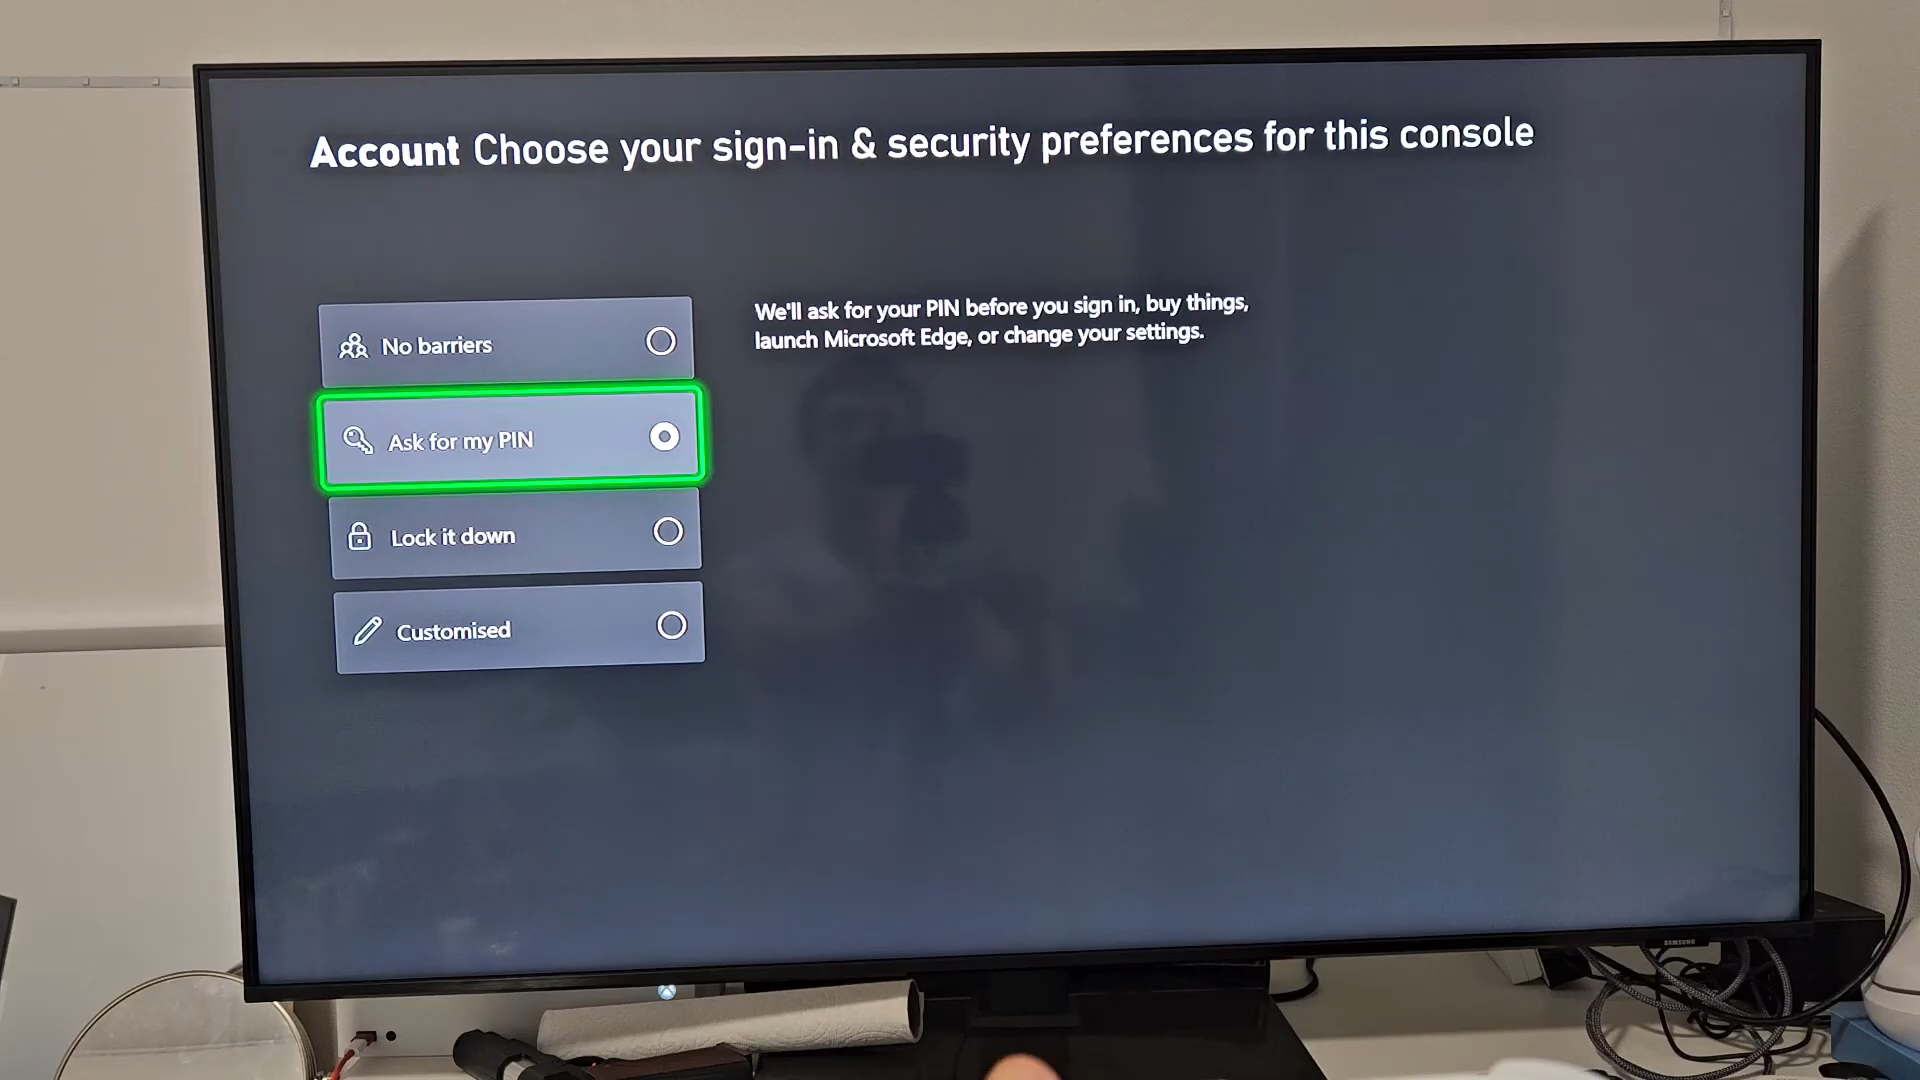 Account Choose your sign-in & security preferences for this console
No barriers
Ask for my PIN
Lock it down
Customised
We'll ask for your PIN before you sign in, buy things,
launch Microsoft Edge, or change your settings.
SAMSUNG